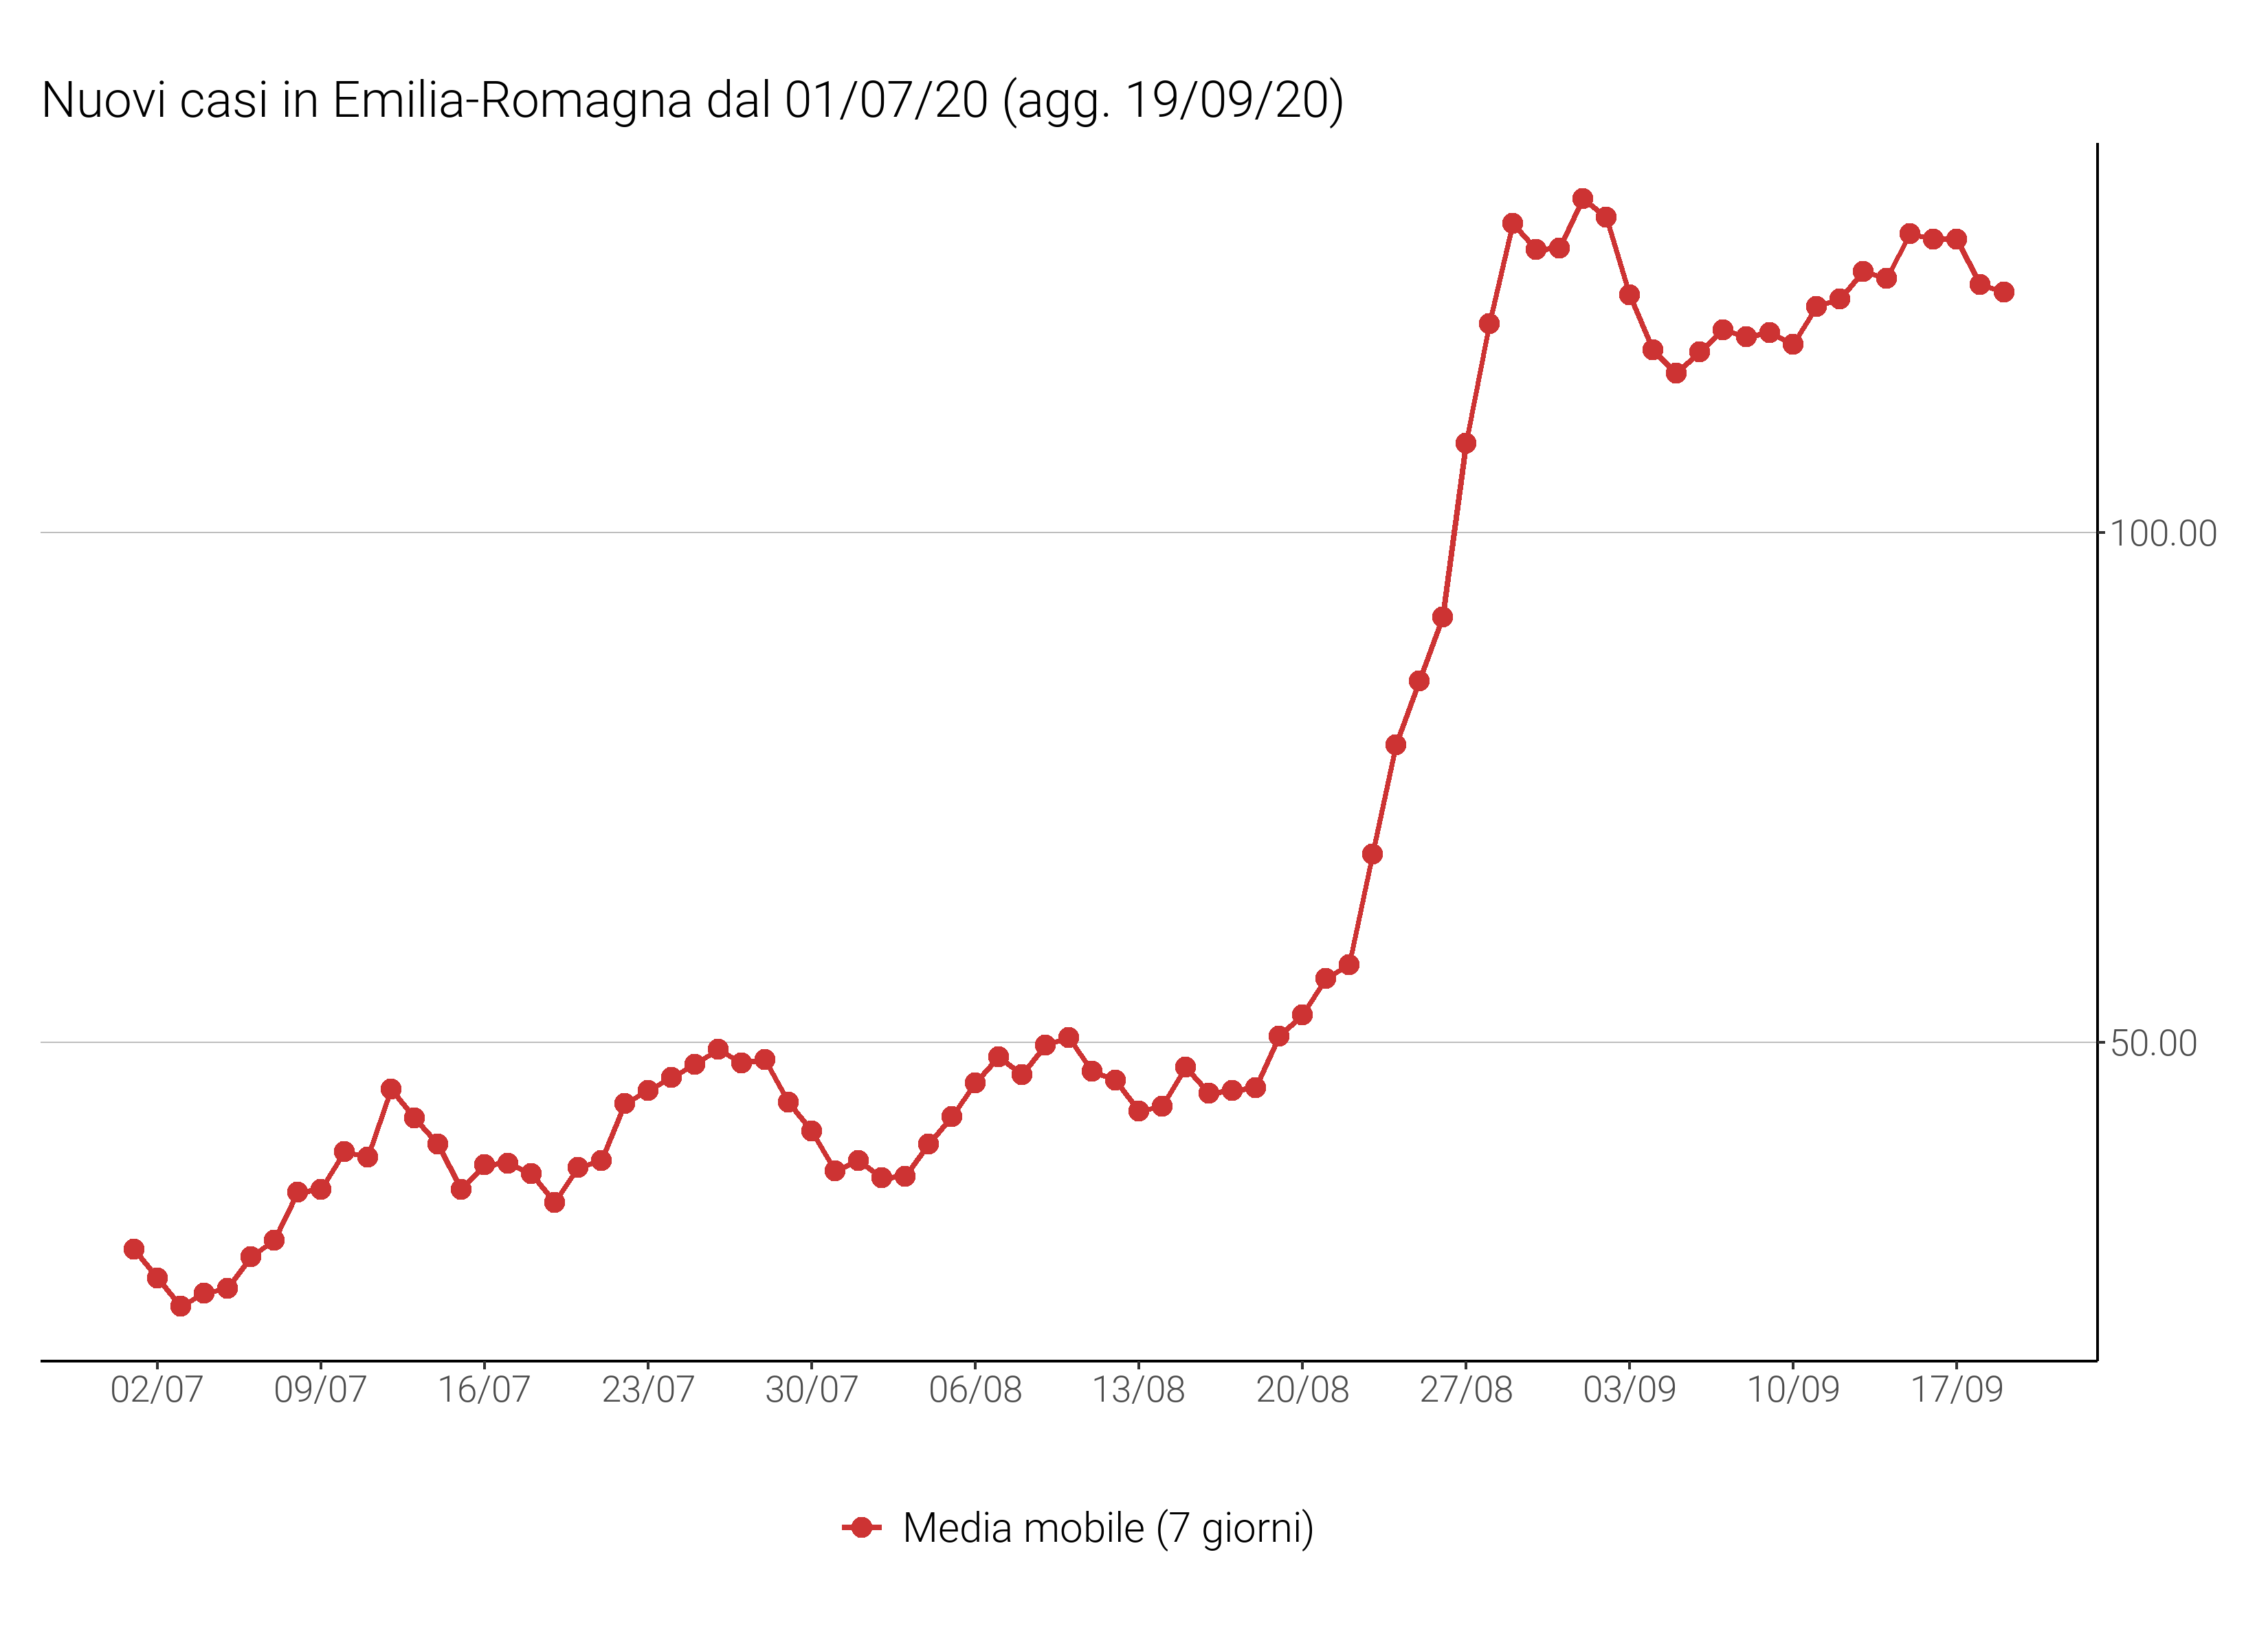 Nuovi casi in Emilia-Romagna dal 01/07/20 (agg. 19/09/20)
100.00
50.00
02/07 09/07 16/07 23/07 30/07 06/08 13/08 20/08 27/08 03/09 10/09 17/09
Media mobile (7 giorni)